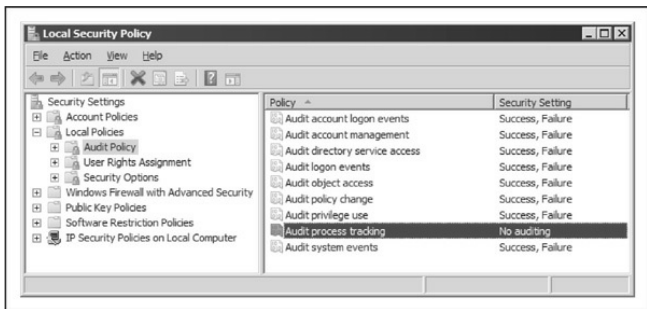 Local Security Policy
File Action View Help
Security Settings
Account Policies
Local Policies
Audit Policy
User Rights Assignment
Security Options
Windows Firewall with Advanced Security
Public Key Policies
Software Restriction Policies
IP Security Policies on Local Computer
Policy Security Setting
Audit account logon events Success, Failure
Audit account management Success, Failure
Audit directory service access Success, Failure
Audit logon events Success, Failure
Audit object access Success, Failure
Audit policy change Success, Failure
Audit privilege use Success, Failure
Audit process tracking No auditing
Audit system events Success, Failure